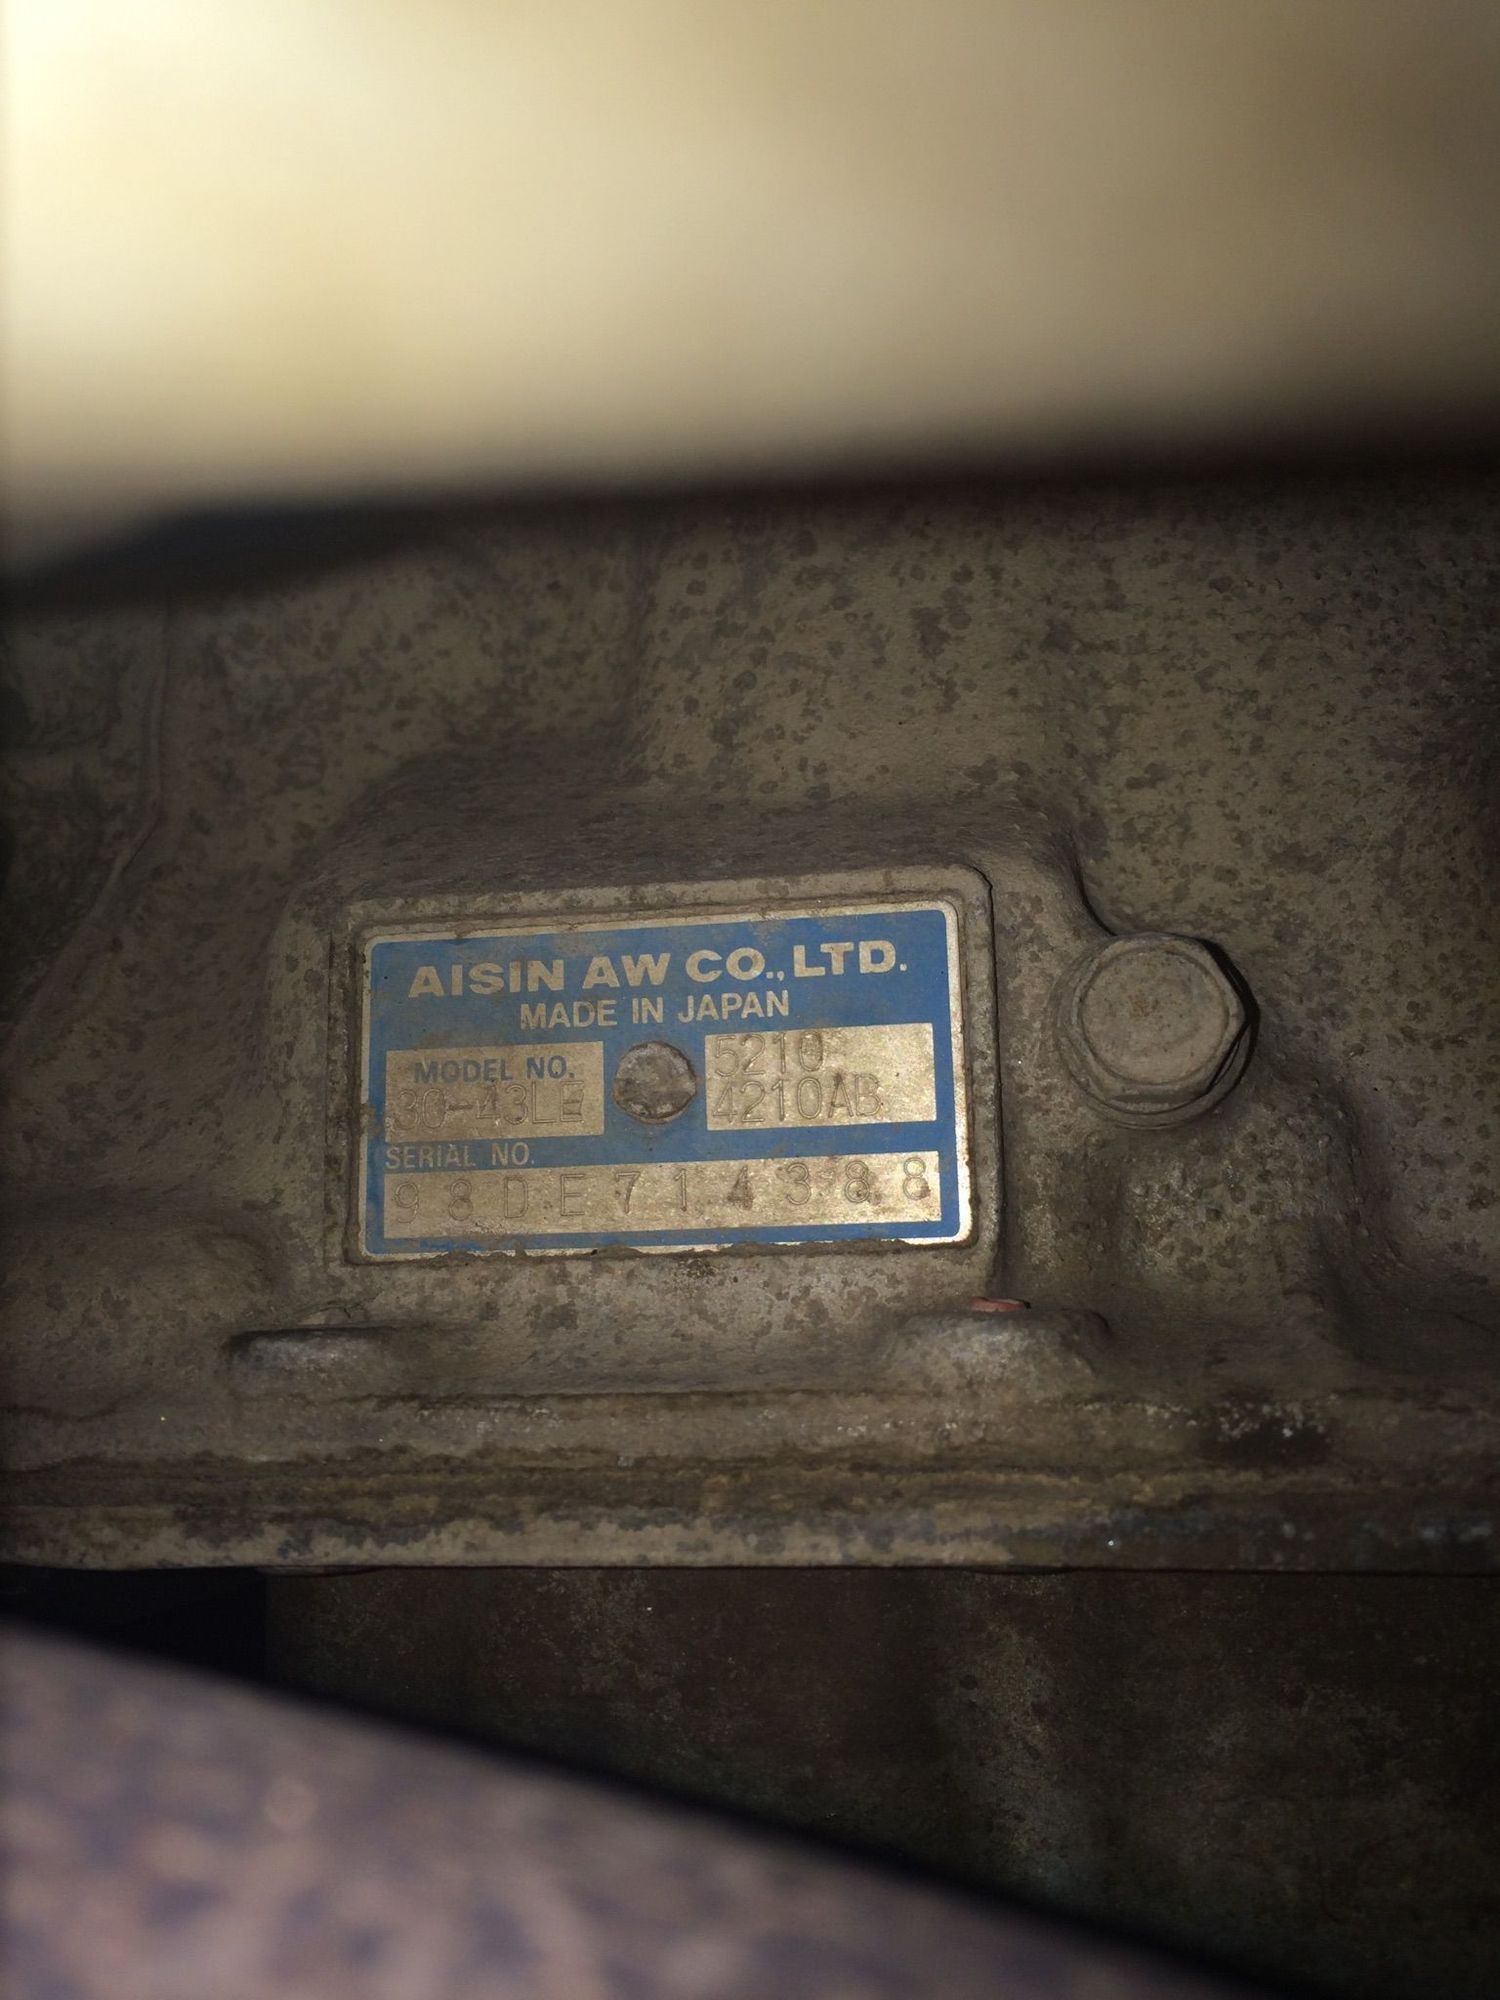 AISIN AW CO., LTD.
MADE IN JAPAN
MODEL NO.
30-43LE
5210
4210AB
SERIAL NO.
98DE714388